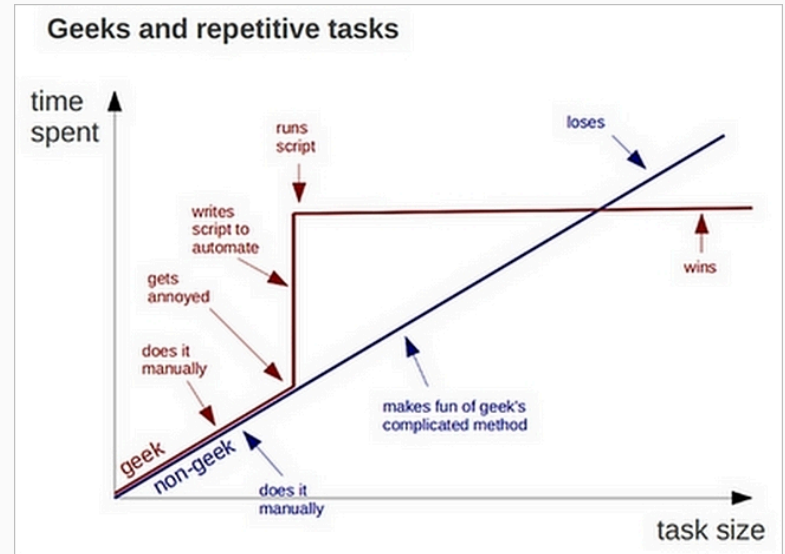 Geeks and repetitive tasks
time
spent
runs
script
loses
writes
script to
automate
wins
gets
annoyed
does it
manually
makes fun of geek's
complicated method
geek
non-geek
does it
manually
task size